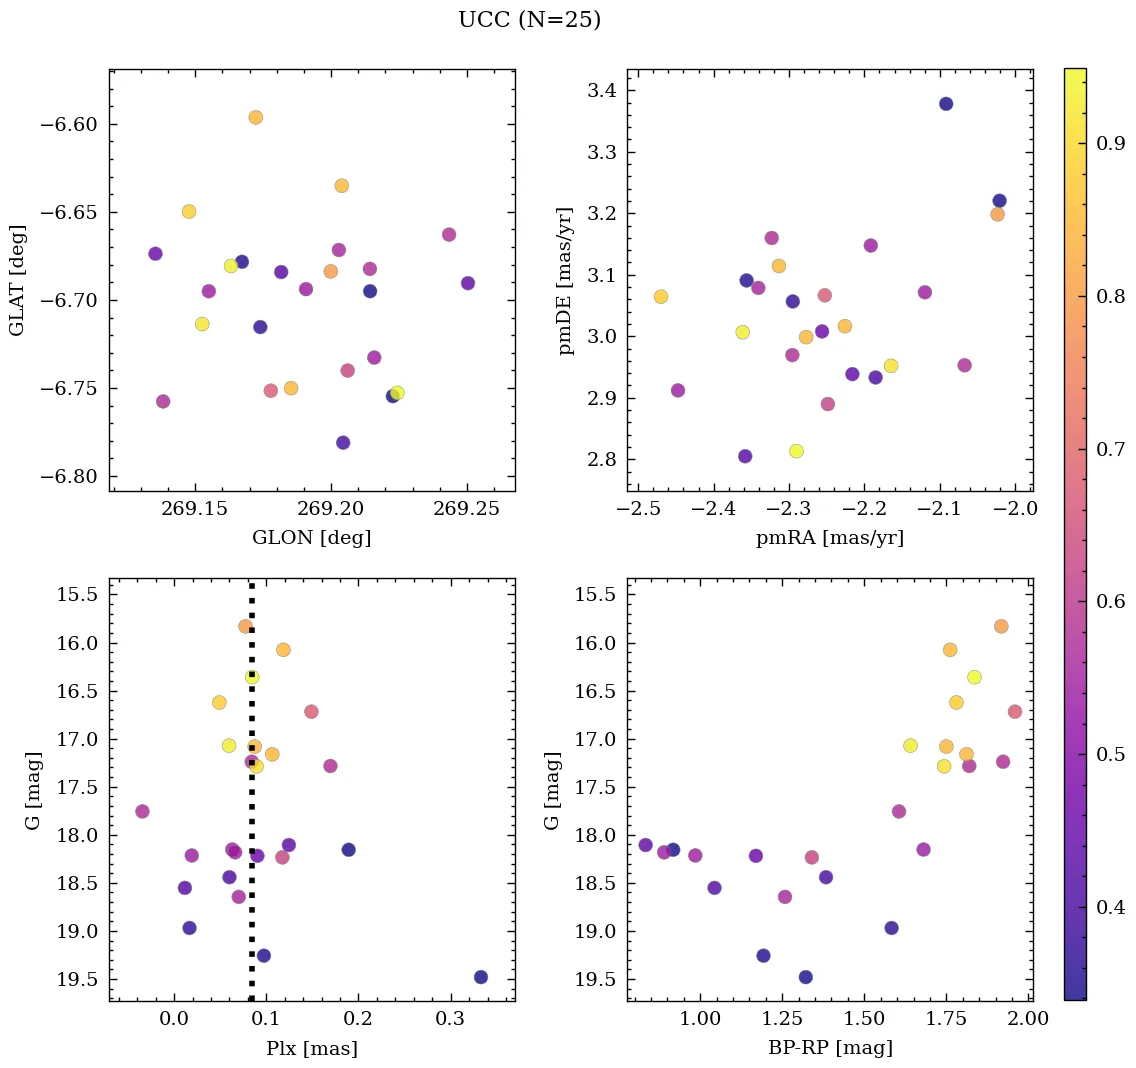 UCC (N=25)
−6.60
−6.65
−6.70
−6.75
−6.80
GLAT [deg]
269.15 269.20 269.25
GLON [deg]
3.4
3.3
3.2
3.1
3.0
2.9
2.8
pmDE [mas/yr]
−2.5 −2.4 −2.3 −2.2 −2.1 −2.0
pmRA [mas/yr]
15.5
16.0
16.5
17.0
17.5
18.0
18.5
19.0
19.5
G [mag]
0.0 0.1 0.2 0.3
Plx [mas]
15.5
16.0
16.5
17.0
17.5
18.0
18.5
19.0
19.5
G [mag]
1.00 1.25 1.50 1.75 2.00
BP-RP [mag]
0.9
0.8
0.7
0.6
0.5
0.4